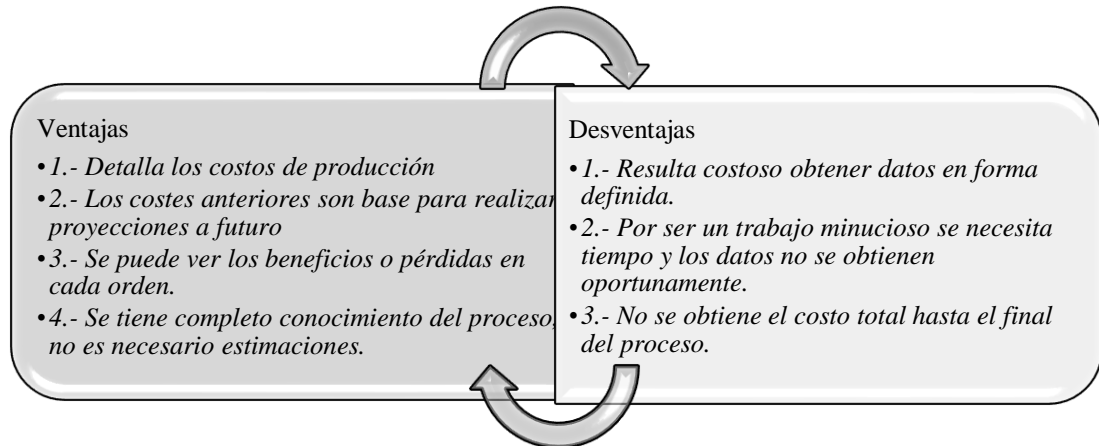 Ventajas
• 1.- Detalla los costos de producción
• 2.- Los costes anteriores son base para realizar
proyecciones a futuro
• 3.- Se puede ver los beneficios o pérdidas en
cada orden.
• 4.- Se tiene completo conocimiento del proceso,
no es necesario estimaciones.
Desventajas
• 1.- Resulta costoso obtener datos en forma
definida.
• 2.- Por ser un trabajo minucioso se necesita
tiempo y los datos no se obtienen
oportunamente.
• 3.- No se obtiene el costo total hasta el final
del proceso.